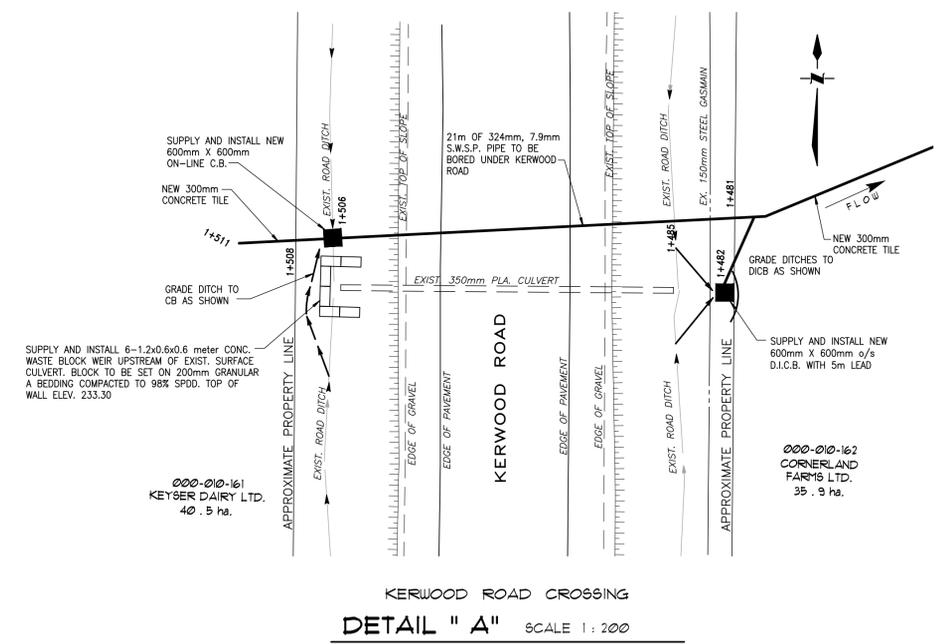 SUPPLY AND INSTALL NEW
600mm X 600mm
ON-LINE C.B.
NEW 300mm
CONCRETE TILE
1+511
1+508
1+506
EXIST. ROAD DITCH
EXIST. TOP OF SLOPE
21m OF 324mm, 7.9mm
S.W.S.P. PIPE TO BE
BORED UNDER KERWOOD
ROAD
EXIST. TOP OF SLOPE
EXIST. ROAD DITCH
EX. 150mm STEEL GASMAIN
1+481
1+485
1+482
N
FLOW
NEW 300mm
CONCRETE TILE
GRADE DITCHES TO
DICB AS SHOWN
GRADE DITCH TO
CB AS SHOWN
EXIST. 350mm PLA. CULVERT
SUPPLY AND INSTALL 6-1.2x0.6x0.6 meter CONC.
WASTE BLOCK WEIR UPSTREAM OF EXIST. SURFACE
CULVERT. BLOCK TO BE SET ON 200mm GRANULAR
A BEDDING COMPACTED TO 98% SPDD. TOP OF
WALL ELEV. 233.30
SUPPLY AND INSTALL NEW
600mm X 600mm o/s
D.I.C.B. WITH 5m LEAD
APPROXIMATE PROPERTY LINE
EXIST. ROAD DITCH
EDGE OF GRAVEL
EDGE OF PAVEMENT
KERWOOD ROAD
EDGE OF PAVEMENT
EDGE OF GRAVEL
EXIST. ROAD DITCH
APPROXIMATE PROPERTY LINE
000-010-161
KEYSER DAIRY LTD.
40 . 5 ha.
000-010-162
CORNERLAND
FARMS LTD.
35 . 9 ha.
KERWOOD ROAD CROSSING
DETAIL " A" SCALE 1 : 200